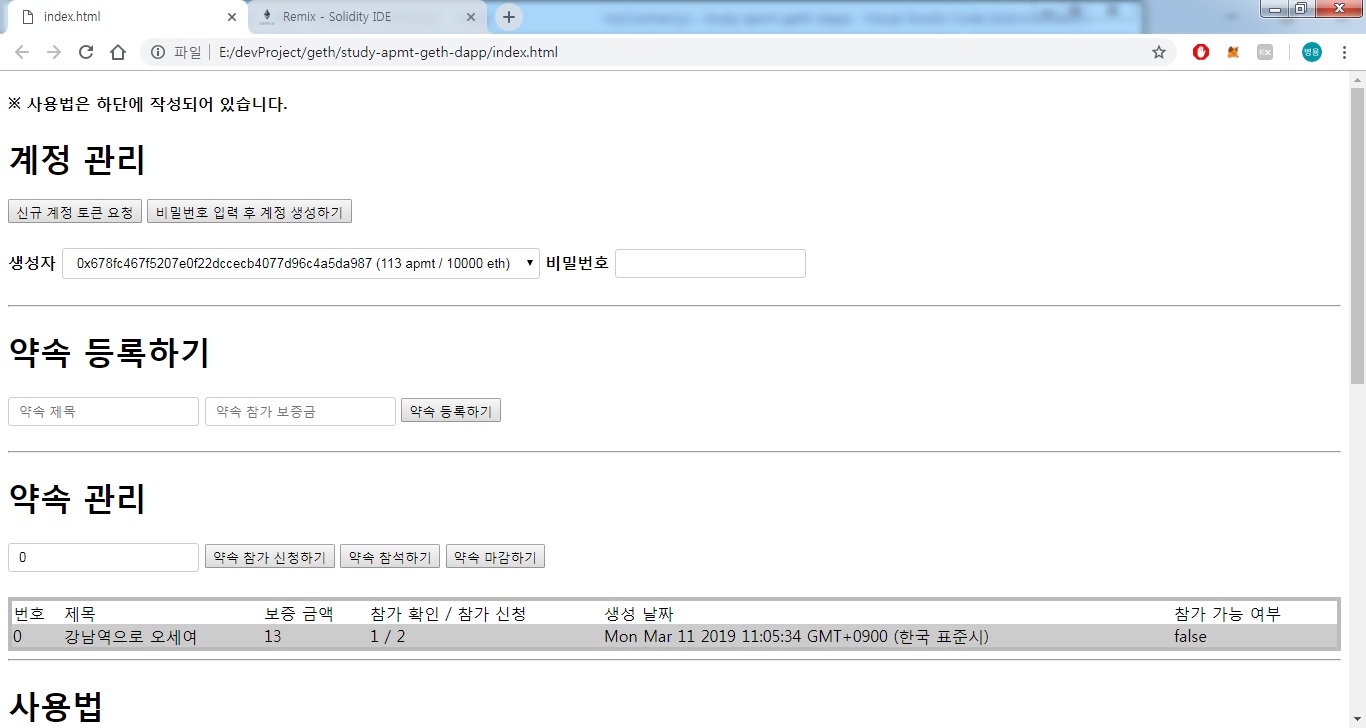 index.html
Remix - Solidity IDE
파일 E:/devProject/geth/study-apmt-geth-dapp/index.html
병용
※ 사용법은 하단에 작성되어 있습니다.
계정 관리
신규 계정 토큰 요청 비밀번호 입력 후 계정 생성하기
생성자 0x678fc467f5207e0f22dccecb4077d96c4a5da987 (113 apmt / 10000 eth) 비밀번호
약속 등록하기
약속 제목 약속 참가 보증금 약속 등록하기
약속 관리
0 약속 참가 신청하기 약속 참석하기 약속 마감하기
번호 제목 보증 금액 참가 확인 / 참가 신청 생성 날짜 참가 가능 여부
0 강남역으로 오세여 13 1 / 2 Mon Mar 11 2019 11:05:34 GMT+0900 (한국 표준시) false
사용법